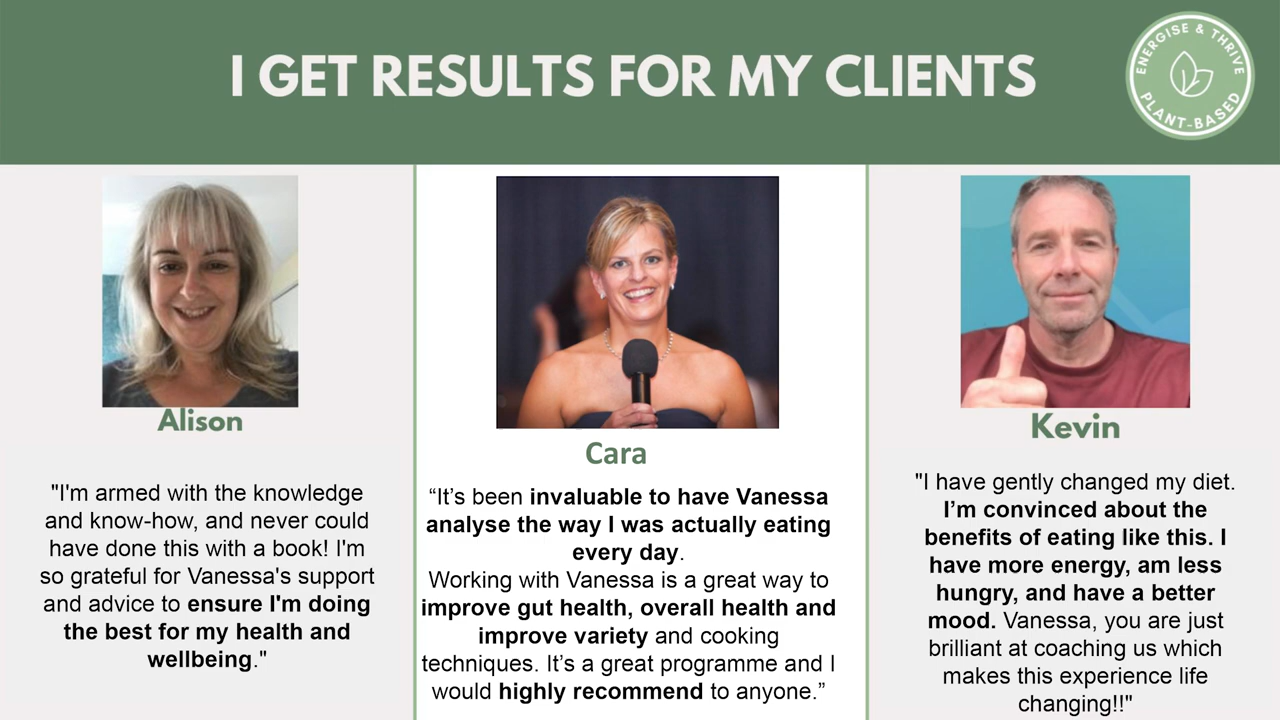 I GET RESULTS FOR MY CLIENTS
ENERGISE & THRIVE
PLANT-BASED
Alison
"I'm armed with the knowledge
and know-how, and never could
have done this with a book! I'm
so grateful for Vanessa's support
and advice to ensure I'm doing
the best for my health and
wellbeing."
Cara
“It’s been invaluable to have Vanessa
analyse the way I was actually eating
every day.
Working with Vanessa is a great way to
improve gut health, overall health and
improve variety and cooking
techniques. It’s a great programme and I
would highly recommend to anyone.”
Kevin
"I have gently changed my diet.
I’m convinced about the
benefits of eating like this. I
have more energy, am less
hungry, and have a better
mood. Vanessa, you are just
brilliant at coaching us which
makes this experience life
changing!!"